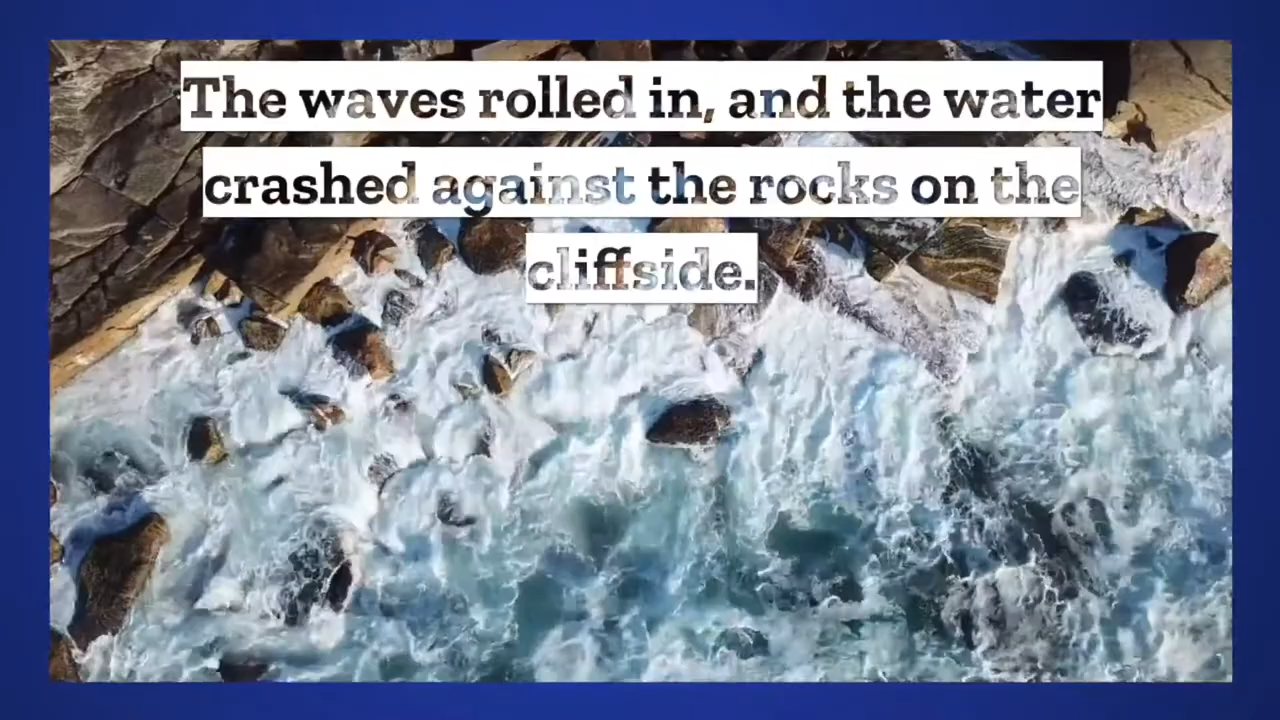 The waves rolled in, and the water
crashed against the rocks on the
cliffside.